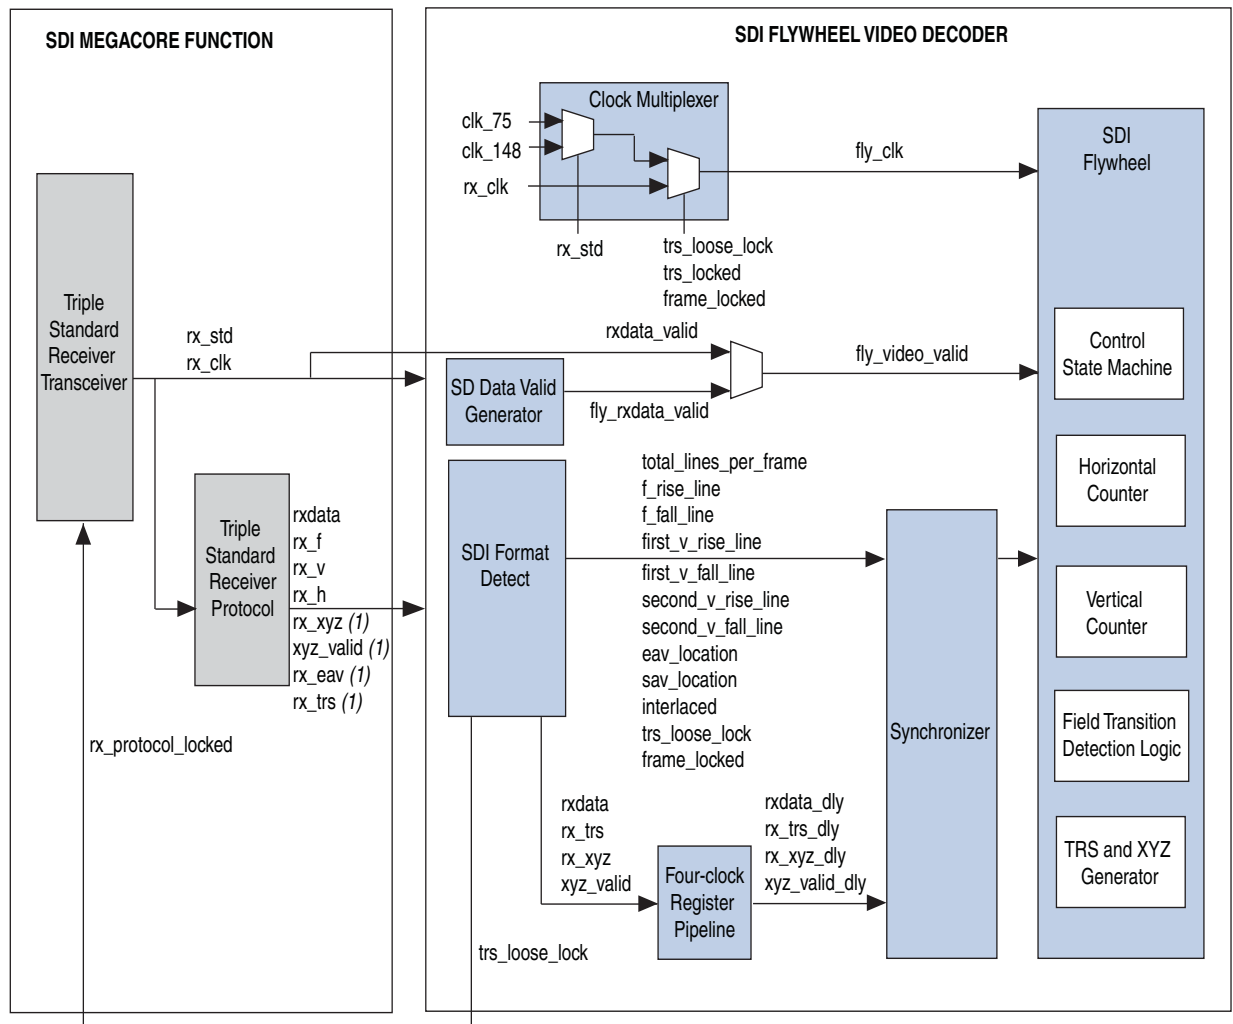 SDI MEGACORE FUNCTION
SDI FLYWHEEL VIDEO DECODER
Clock Multiplexer
clk_75
clk_148
rx_clk
rx_std
trs_loose_lock
trs_locked
frame_locked
fly_clk
SDI
Flywheel
Triple
Standard
Receiver
Transceiver
rx_std
rx_clk
rxdata_valid
fly_rxdata_valid
fly_video_valid
SD Data Valid
Generator
Control
State Machine
Horizontal
Counter
Vertical
Counter
Field Transition
Detection Logic
TRS and XYZ
Generator
Triple
Standard
Receiver
Protocol
rxdata
rx_f
rx_v
rx_h
rx_xyz (1)
xyz_valid (1)
rx_eav (1)
rx_trs (1)
SDI Format
Detect
total_lines_per_frame
f_rise_line
f_fall_line
first_v_rise_line
first_v_fall_line
second_v_rise_line
second_v_fall_line
eav_location
sav_location
interlaced
trs_loose_lock
frame_locked
Synchronizer
rx_protocol_locked
rxdata
rx_trs
rx_xyz
xyz_valid
Four-clock
Register
Pipeline
rxdata_dly
rx_trs_dly
rx_xyz_dly
xyz_valid_dly
trs_loose_lock